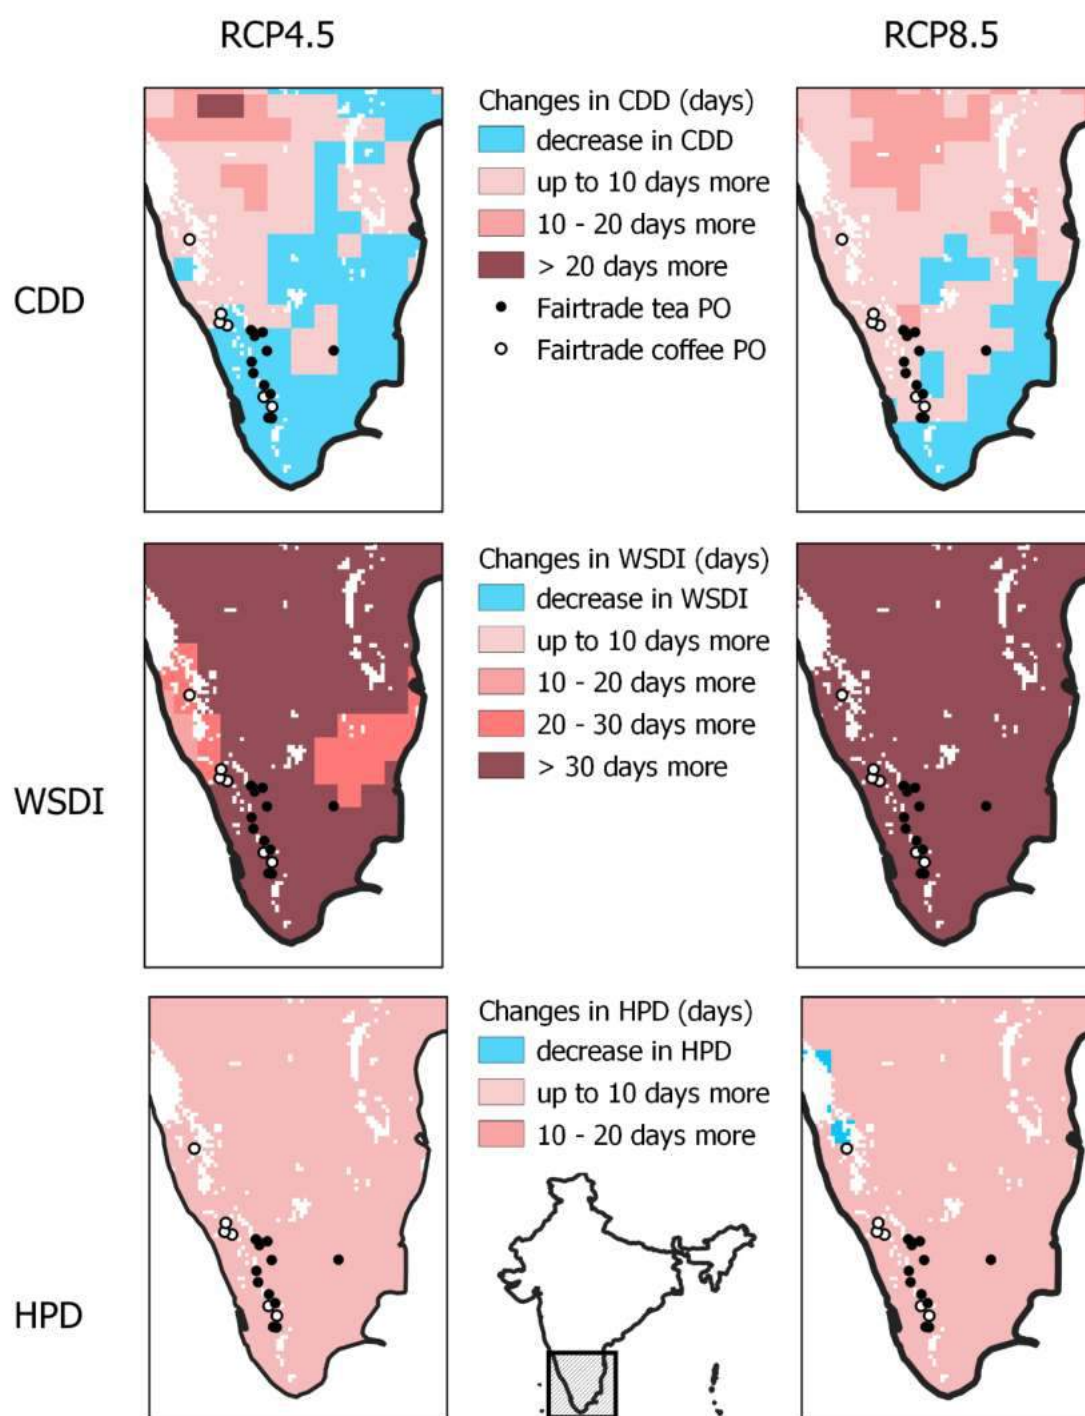 RCP4.5
RCP8.5
CDD
Changes in CDD (days)
decrease in CDD
up to 10 days more
10 - 20 days more
> 20 days more
Fairtrade tea PO
Fairtrade coffee PO
WSDI
Changes in WSDI (days)
decrease in WSDI
up to 10 days more
10 - 20 days more
20 - 30 days more
> 30 days more
HPD
Changes in HPD (days)
decrease in HPD
up to 10 days more
10 - 20 days more